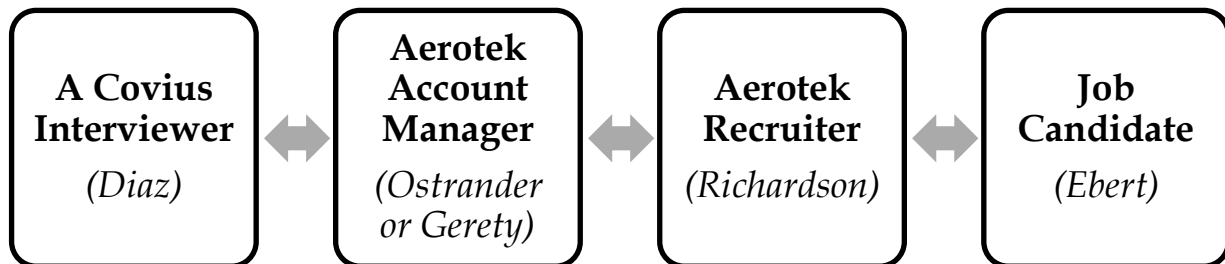 A Covius
Interviewer
(Diaz)
Aerotek
Account
Manager
(Ostrander
or Gerety)
Aerotek
Recruiter
(Richardson)
Job
Candidate
(Ebert)